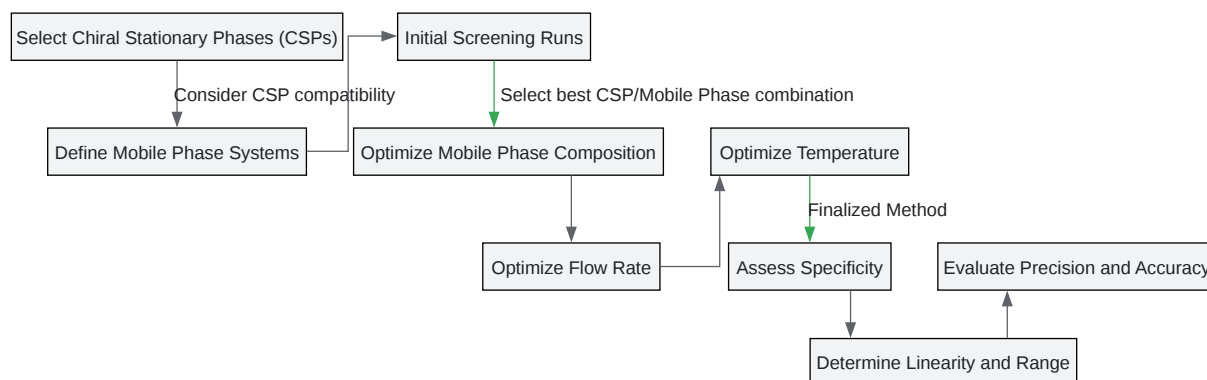 Select Chiral Stationary Phases (CSPs)
Initial Screening Runs
Consider CSP compatibility
Select best CSP/Mobile Phase combination
Define Mobile Phase Systems
Optimize Mobile Phase Composition
Optimize Temperature
Finalized Method
Optimize Flow Rate
Assess Specificity
Evaluate Precision and Accuracy
Determine Linearity and Range